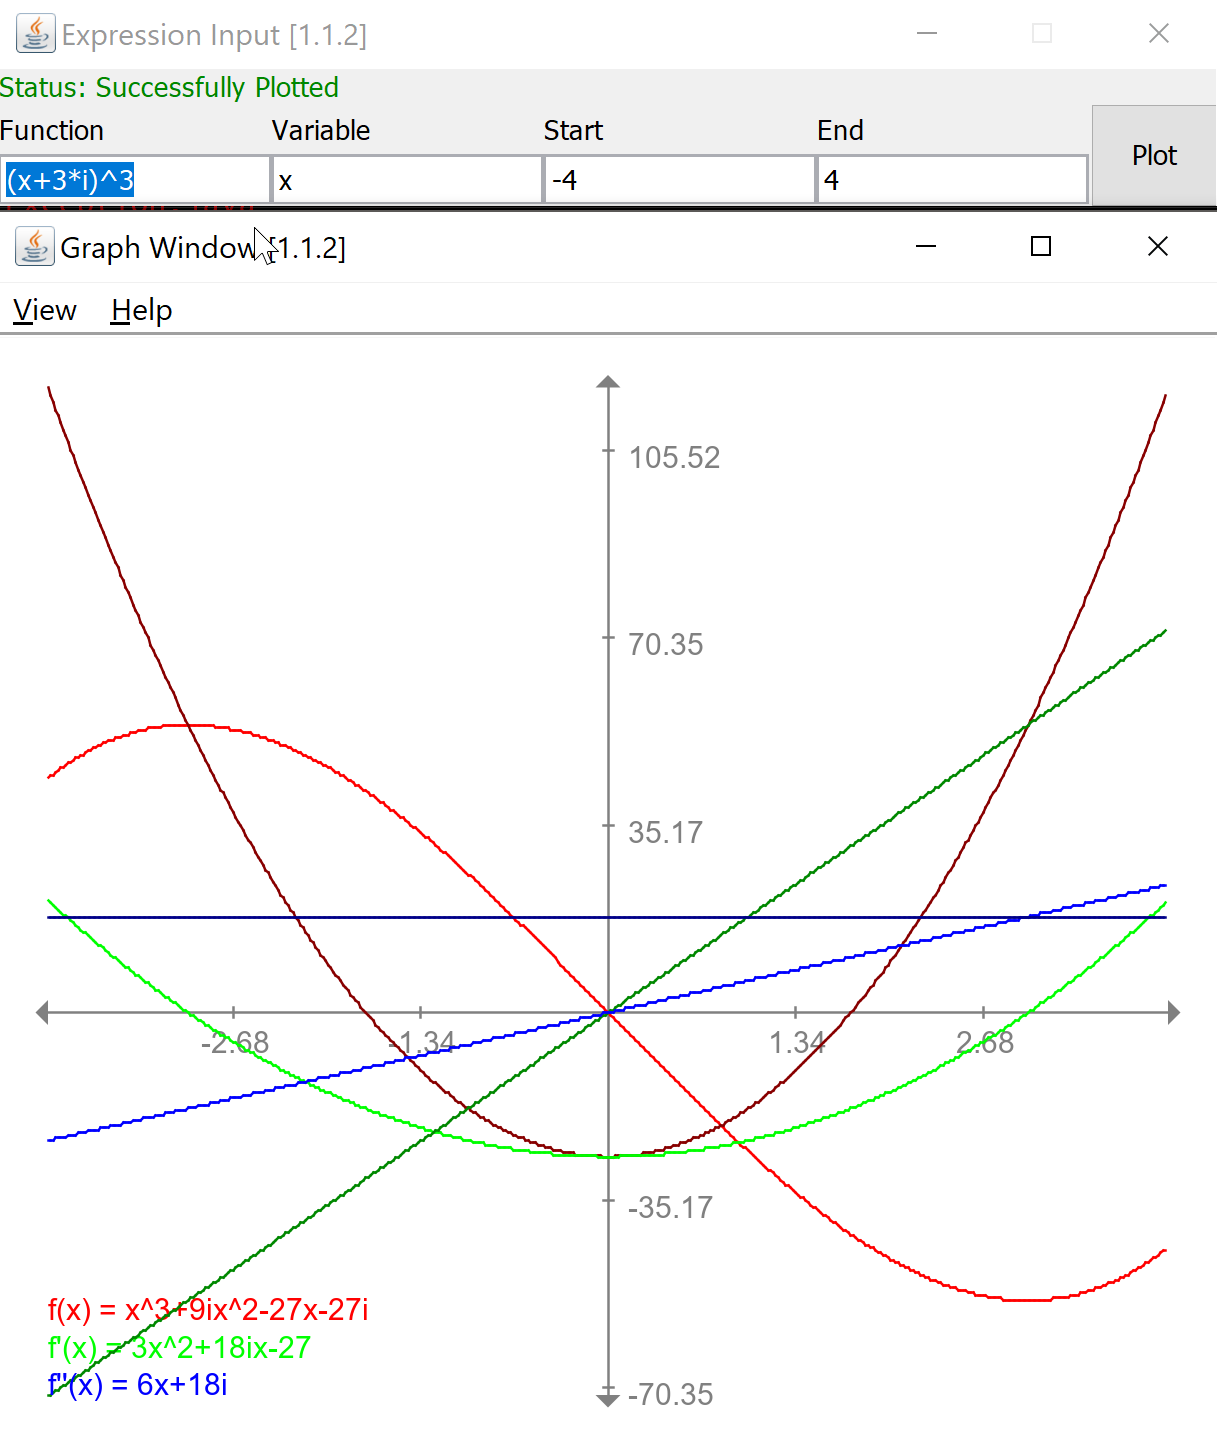 Expression Input [1.1.2]
Status: Successfully Plotted
Function Variable Start End
Plot
(x+3*i)^3 x -4 4
Graph Window [1.1.2]
View Help
105.52
70.35
35.17
-2.68 -1.34 1.34 2.68
-35.17
f(x) = x^3+9ix^2-27x-27i
f'(x) = 3x^2+18ix-27
f''(x) = 6x+18i
-70.35